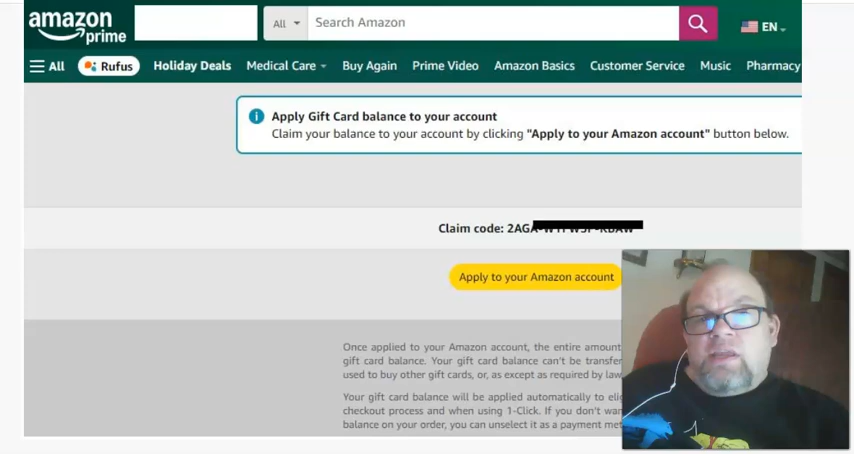 amazon
prime
All
Search Amazon
EN
All
Rufus
Holiday Deals
Medical Care
Buy Again
Prime Video
Amazon Basics
Customer Service
Music
Pharmacy
Apply Gift Card balance to your account
Claim your balance to your account by clicking "Apply to your Amazon account" button below.
Claim code: 2AGA
Apply to your Amazon account
Once applied to your Amazon account, the entire amount
gift card balance. Your gift card balance can't be transfe
used to buy other gift cards, or, as except as required by law
Your gift card balance will be applied automatically to elig
checkout process and when using 1-Click. If you don't wan
balance on your order, you can unselect it as a payment met